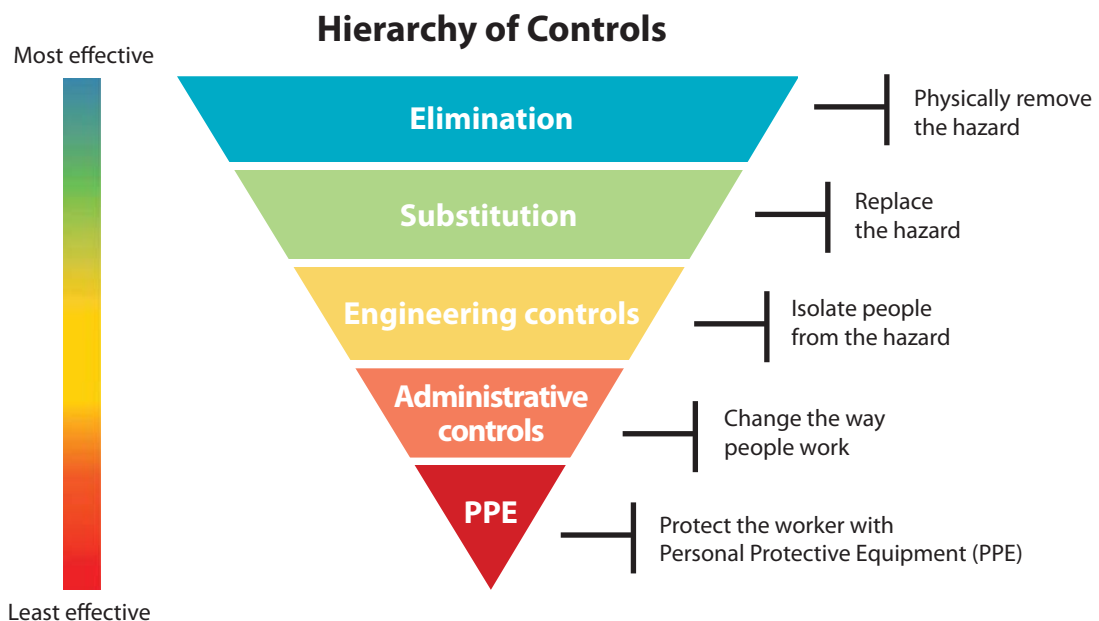 Hierarchy of Controls
Most effective
Elimination
Physically remove
the hazard
Substitution
Replace
the hazard
Engineering controls
Isolate people
from the hazard
Administrative
controls
Change the way
people work
PPE
Protect the worker with
Personal Protective Equipment (PPE)
Least effective